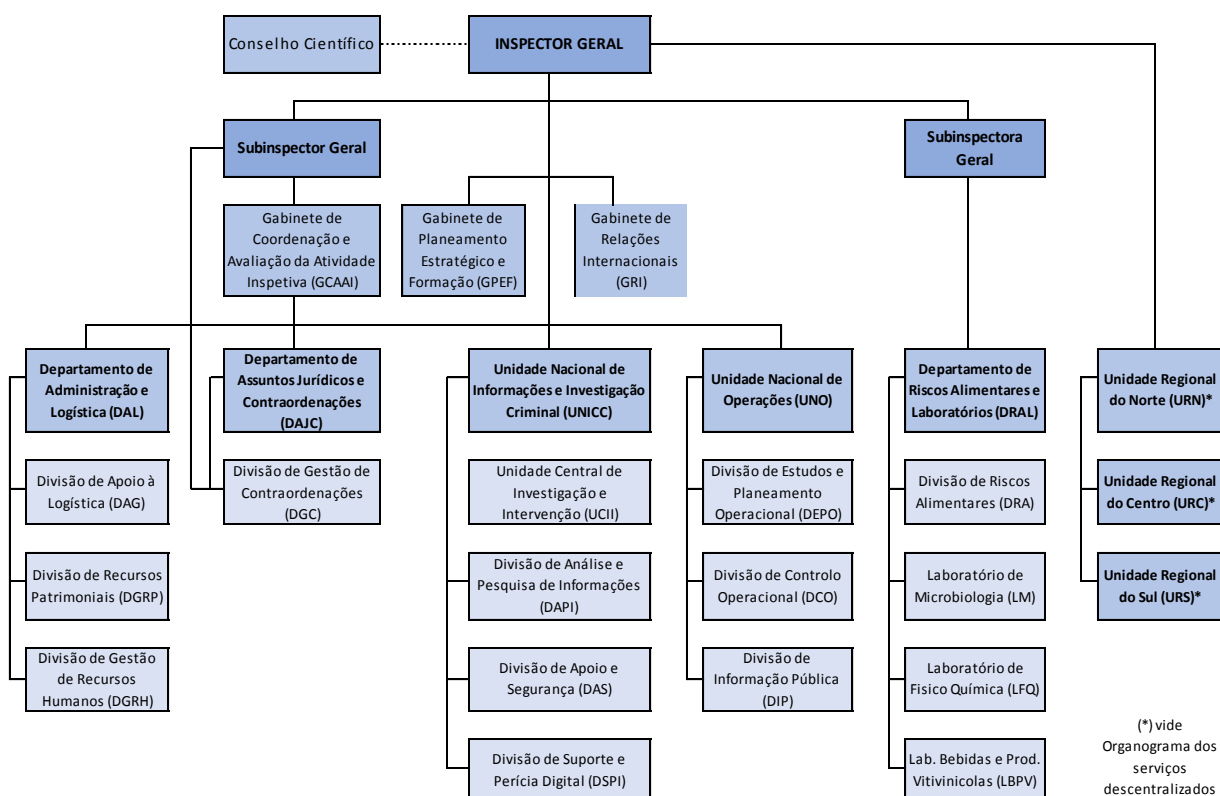 Conselho Científico
INSPECTOR GERAL
Subinspector Geral
Subinspectora
Geral
Gabinete de
Coordenação e
Avaliação da Atividade
Inspetiva (GCAAI)
Gabinete de
Planeamento
Estratégico e
Formação (GPEF)
Gabinete de
Relações
Internacionais
(GRI)
Departamento de
Administração e
Logística (DAL)
Departamento de
Assuntos Jurídicos e
Contraordenações
(DAJC)
Unidade Nacional de
Informações e Investigação
Criminal (UNICC)
Unidade Nacional de
Operações (UNO)
Departamento de
Riscos Alimentares e
Laboratórios (DRAL)
Unidade Regional
do Norte (URN)*
Divisão de Apoio à
Logística (DAG)
Divisão de Gestão de
Contraordenações
(DGC)
Unidade Central de
Investigação e
Intervenção (UCII)
Divisão de Estudos e
Planeamento
Operacional (DEPO)
Divisão de Riscos
Alimentares (DRA)
Unidade Regional
do Centro (URC)*
Divisão de Recursos
Patrimoniais (DGRP)
Divisão de Análise e
Pesquisa de Informações
(DAPI)
Divisão de Controlo
Operacional (DCO)
Laboratório de
Microbiologia (LM)
Unidade Regional
do Sul (URS)*
Divisão de Gestão
de Recursos
Humanos (DGRH)
Divisão de Apoio e
Segurança (DAS)
Divisão de
Informação Pública
(DIP)
Laboratório de
Fisico Química (LFQ)
Divisão de Suporte e
Perícia Digital (DSPI)
Lab. Bebidas e Prod.
Vitivinicolas (LBPV)
(*) vide
Organograma dos
serviços
descentralizados